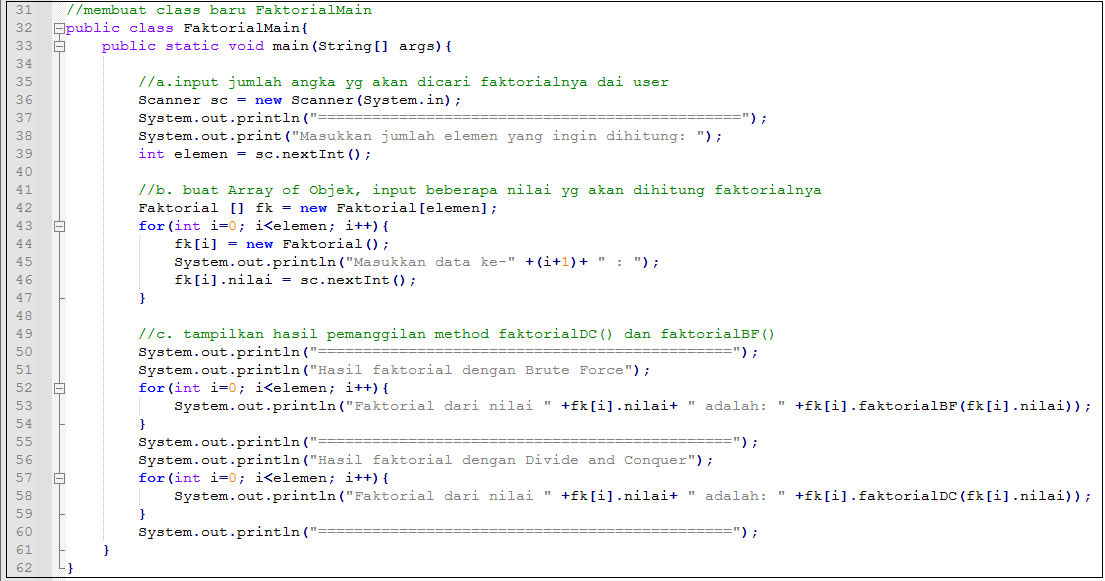 31 //membuat class baru FaktorialMain
32 public class FaktorialMain{
33     public static void main(String[] args){
34
35         //a.input jumlah angka yg akan dicari faktorialnya dai user
36         Scanner sc = new Scanner(System.in);
37         System.out.println("===============================================");
38         System.out.print("Masukkan jumlah elemen yang ingin dihitung: ");
39         int elemen = sc.nextInt();
40
41         //b. buat Array of Objek, input beberapa nilai yg akan dihitung faktorialnya
42         Faktorial [] fk = new Faktorial[elemen];
43         for(int i=0; i<elemen; i++){
44             fk[i] = new Faktorial();
45             System.out.println("Masukkan data ke-" +(i+1)+ " : ");
46             fk[i].nilai = sc.nextInt();
47         }
48
49         //c. tampilkan hasil pemanggilan method faktorialDC() dan faktorialBF()
50         System.out.println("==============================================");
51         System.out.println("Hasil faktorial dengan Brute Force");
52         for(int i=0; i<elemen; i++){
53             System.out.println("Faktorial dari nilai " +fk[i].nilai+ " adalah: " +fk[i].faktorialBF(fk[i].nilai));
54         }
55         System.out.println("==============================================");
56         System.out.println("Hasil faktorial dengan Divide and Conquer");
57         for(int i=0; i<elemen; i++){
58             System.out.println("Faktorial dari nilai " +fk[i].nilai+ " adalah: " +fk[i].faktorialDC(fk[i].nilai));
59         }
60         System.out.println("==============================================");
61     }
62 }